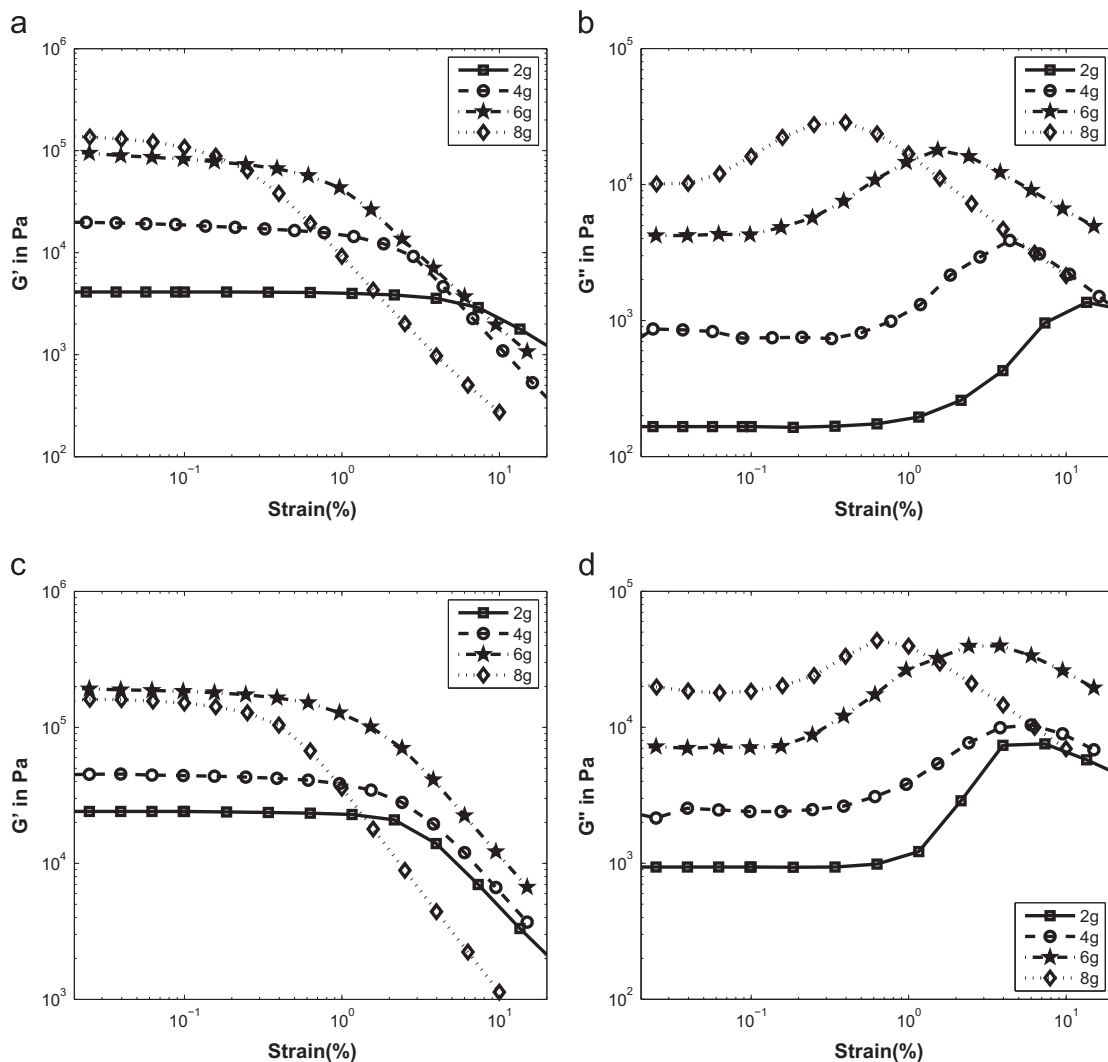 a
10^6
10^5
10^4
10^3
10^2
G' in Pa
10^-1
10^0
10^1
Strain(%)
2g
4g
6g
8g
b
10^5
10^4
10^3
10^2
G" in Pa
10^-1
10^0
10^1
Strain(%)
2g
4g
6g
8g
c
10^6
10^5
10^4
10^3
G' in Pa
10^-1
10^0
10^1
Strain(%)
2g
4g
6g
8g
d
10^5
10^4
10^3
10^2
G" in Pa
10^-1
10^0
10^1
Strain(%)
2g
4g
6g
8g